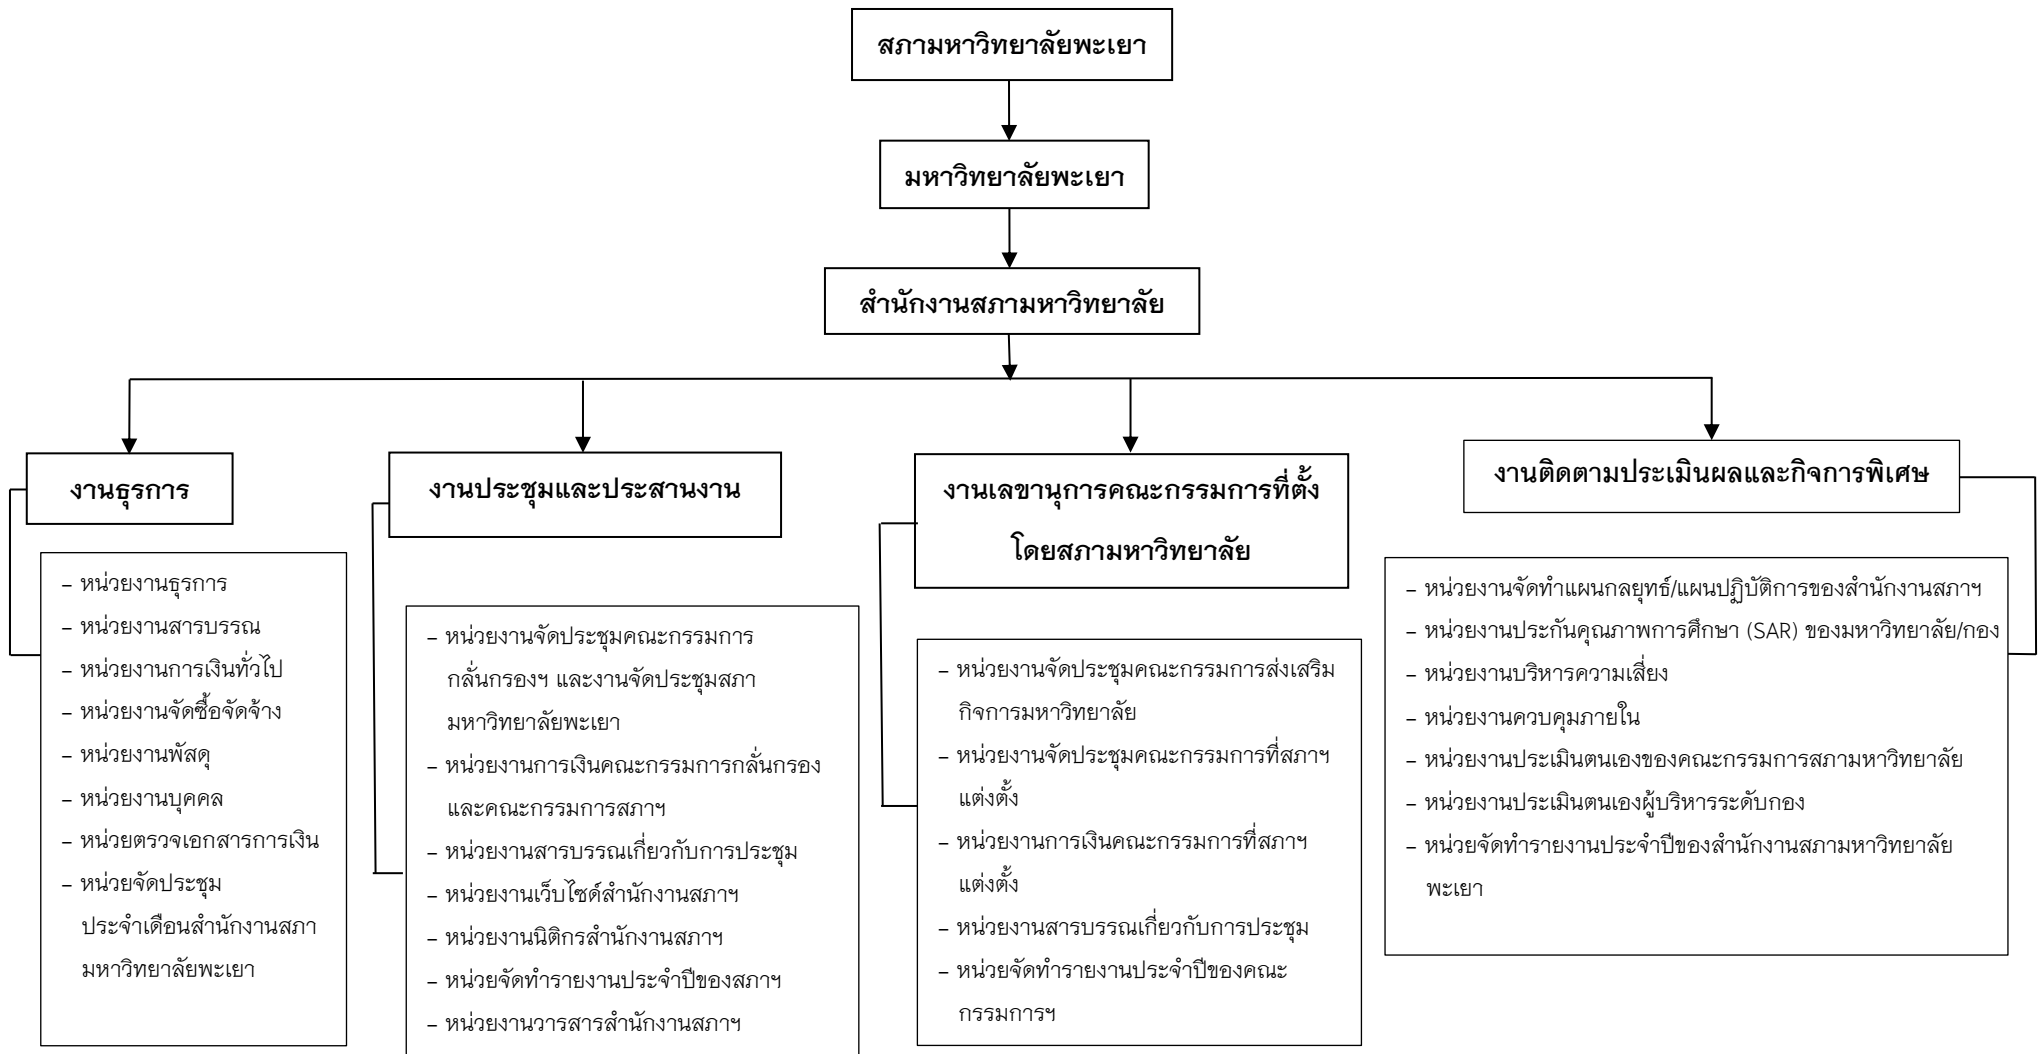 สภามหาวิทยาลัยพะเยา
มหาวิทยาลัยพะเยา
สำนักงานสภามหาวิทยาลัย
งานธุรการ
– หน่วยงานธุรการ
– หน่วยงานสารบรรณ
– หน่วยงานการเงินทั่วไป
– หน่วยงานจัดซื้อจัดจ้าง
– หน่วยงานพัสดุ
– หน่วยงานบุคคล
– หน่วยตรวจเอกสารการเงิน
– หน่วยจัดประชุม
ประจำเดือนสำนักงานสภา
มหาวิทยาลัยพะเยา
งานประชุมและประสานงาน
– หน่วยงานจัดประชุมคณะกรรมการ
กลั่นกรองฯ และงานจัดประชุมสภา
มหาวิทยาลัยพะเยา
– หน่วยงานการเงินคณะกรรมการกลั่นกรอง
และคณะกรรมการสภาฯ
– หน่วยงานสารบรรณเกี่ยวกับการประชุม
– หน่วยงานเว็บไซด์สำนักงานสภาฯ
– หน่วยงานนิติกรสำนักงานสภาฯ
– หน่วยจัดทำรายงานประจำปีของสภาฯ
– หน่วยงานวารสารสำนักงานสภาฯ
งานเลขานุการคณะกรรมการที่ตั้ง
โดยสภามหาวิทยาลัย
– หน่วยงานจัดประชุมคณะกรรมการส่งเสริม
กิจการมหาวิทยาลัย
– หน่วยงานจัดประชุมคณะกรรมการที่สภาฯ
แต่งตั้ง
– หน่วยงานการเงินคณะกรรมการที่สภาฯ
แต่งตั้ง
– หน่วยงานสารบรรณเกี่ยวกับการประชุม
– หน่วยจัดทำรายงานประจำปีของคณะ
กรรมการฯ
งานติดตามประเมินผลและกิจการพิเศษ
– หน่วยงานจัดทำแผนกลยุทธ์/แผนปฏิบัติการของสำนักงานสภาฯ
– หน่วยงานประกันคุณภาพการศึกษา (SAR) ของมหาวิทยาลัย/กอง
– หน่วยงานบริหารความเสี่ยง
– หน่วยงานควบคุมภายใน
– หน่วยงานประเมินตนเองของคณะกรรมการสภามหาวิทยาลัย
– หน่วยงานประเมินตนเองผู้บริหารระดับกอง
– หน่วยจัดทำรายงานประจำปีของสำนักงานสภามหาวิทยาลัย
พะเยา